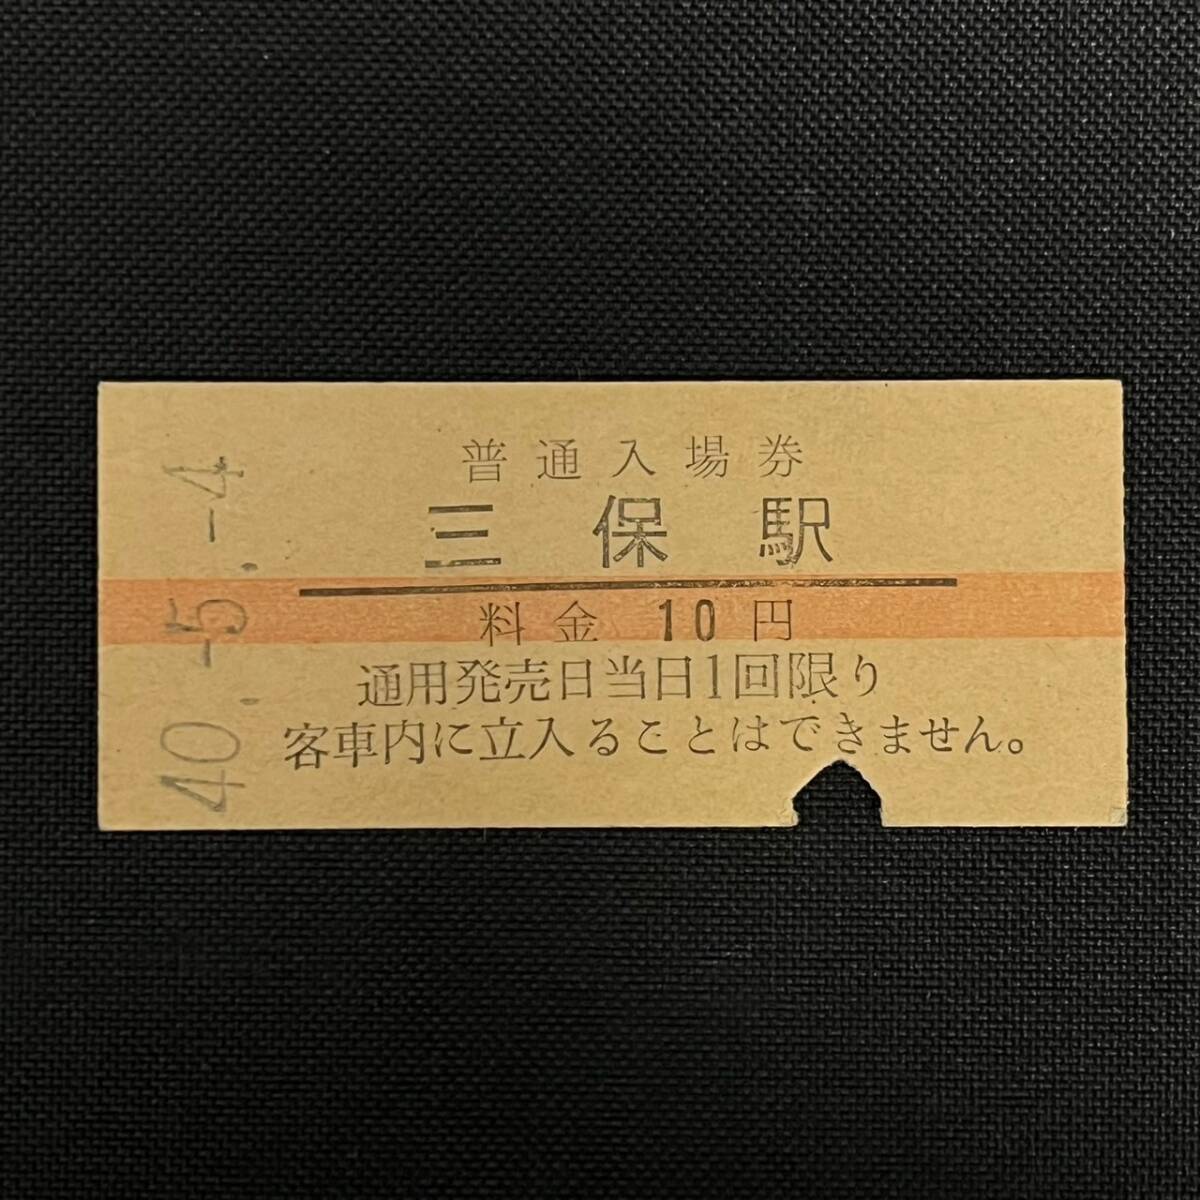 普通入場券
三保駅
料金 10円
通用発売日当日1回限り
客車内に立入ることはできません。
40.-5.-4